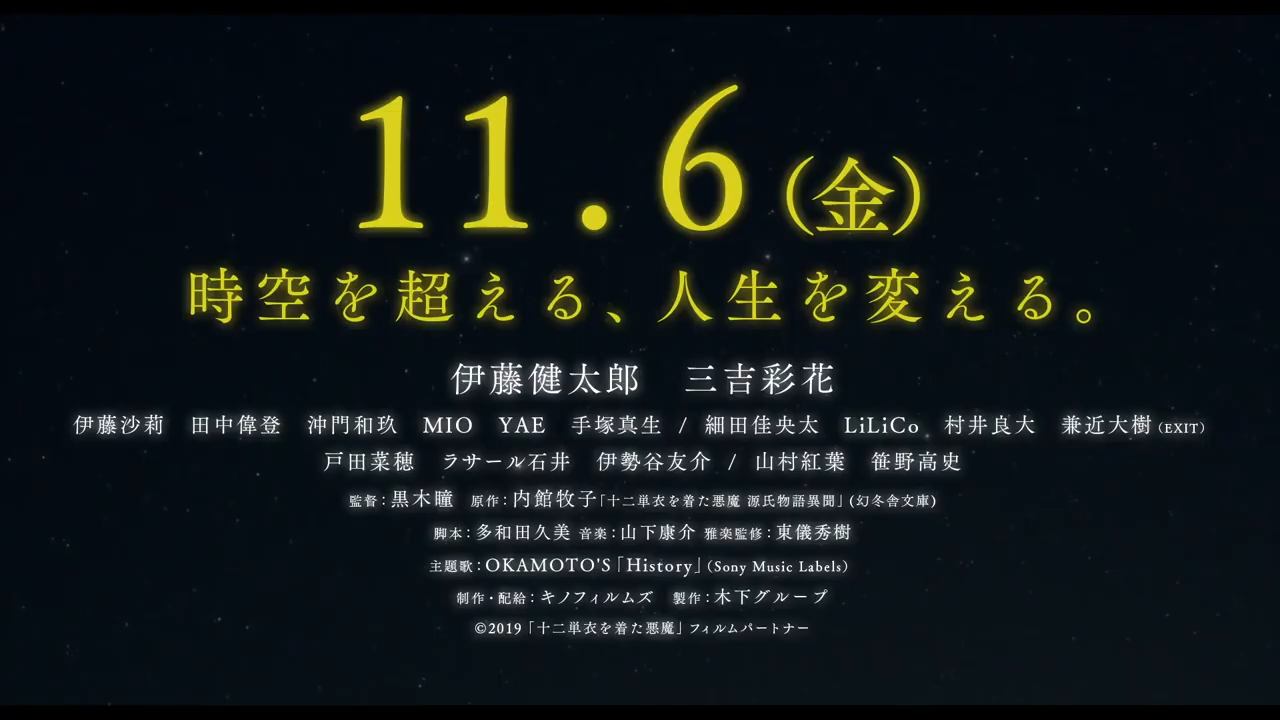 11.6(金)
時空を超える、人生を変える。
伊藤健太郎　三吉彩花
伊藤沙莉　田中偉登　沖門和玖　MIO　YAE　手塚真生 / 細田佳央太　LiLiCo　村井良大　兼近大樹(EXIT)
戸田菜穂　ラサール石井　伊勢谷友介 / 山村紅葉　笹野高史
監督:黒木瞳　原作:内館牧子「十二単衣を着た悪魔 源氏物語異聞」(幻冬舎文庫)
脚本:多和田久美 音楽:山下康介 雅楽監修:東儀秀樹
主題歌:OKAMOTO'S「History」(Sony Music Labels)
制作・配給:キノフィルムズ　製作:木下グループ
©2019「十二単衣を着た悪魔」フィルムパートナー